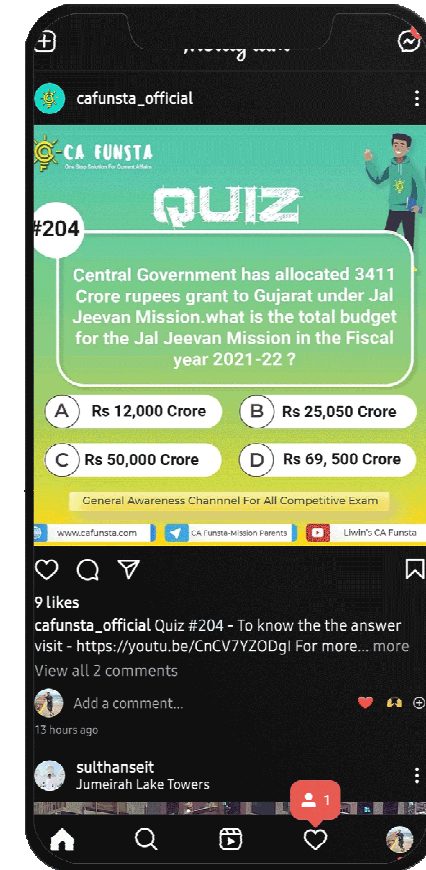 cafunsta_official
CA FUNSTA
One Stop Solution For Current Affairs
QUIZ
#204
Central Government has allocated 3411
Crore rupees grant to Gujarat under Jal
Jeevan Mission.what is the total budget
for the Jal Jeevan Mission in the Fiscal
year 2021-22 ?
A Rs 12,000 Crore
B Rs 25,050 Crore
C Rs 50,000 Crore
D Rs 69, 500 Crore
General Awareness Channnel For All Competitive Exam
www.cafunsta.com
CA Funsta-Mission Parents
Liwin's CA Funsta
9 likes
cafunsta_official Quiz #204 - To know the the answer
visit - https://youtu.be/CnCV7YZODgI For more... more
View all 2 comments
Add a comment...
13 hours ago
sulthanseit
Jumeirah Lake Towers
1